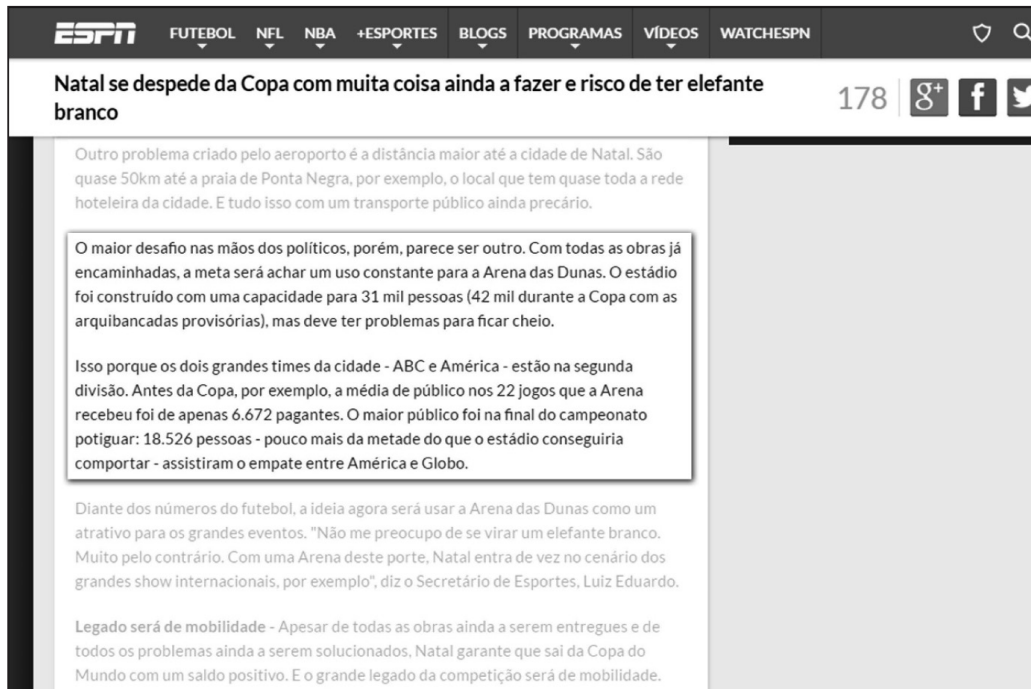 ESPN FUTEBOL NFL NBA +ESPORTES BLOGS PROGRAMAS VÍDEOS WATCHESPN
Natal se despede da Copa com muita coisa ainda a fazer e risco de ter elefante
branco
178 g+ f
Outro problema criado pelo aeroporto é a distância maior até a cidade de Natal. São
quase 50km até a praia de Ponta Negra, por exemplo, o local que tem quase toda a rede
hoteleira da cidade. E tudo isso com um transporte público ainda precário.
O maior desafio nas mãos dos políticos, porém, parece ser outro. Com todas as obras já
encaminhadas, a meta será achar um uso constante para a Arena das Dunas. O estádio
foi construído com uma capacidade para 31 mil pessoas (42 mil durante a Copa com as
arquibancadas provisórias), mas deve ter problemas para ficar cheio.
Isso porque os dois grandes times da cidade - ABC e América - estão na segunda
divisão. Antes da Copa, por exemplo, a média de público nos 22 jogos que a Arena
recebeu foi de apenas 6.672 pagantes. O maior público foi na final do campeonato
potiguar: 18.526 pessoas - pouco mais da metade do que o estádio conseguiria
comportar - assistiram o empate entre América e Globo.
Diante dos números do futebol, a ideia agora será usar a Arena das Dunas como um
atrativo para os grandes eventos. "Não me preocupo de se virar um elefante branco.
Muito pelo contrário. Com uma Arena deste porte, Natal entra de vez no cenário dos
grandes show internacionais, por exemplo", diz o Secretário de Esportes, Luiz Eduardo.
Legado será de mobilidade - Apesar de todas as obras ainda a serem entregues e de
todos os problemas ainda a serem solucionados, Natal garante que sai da Copa do
Mundo com um saldo positivo. E o grande legado da competição será de mobilidade.